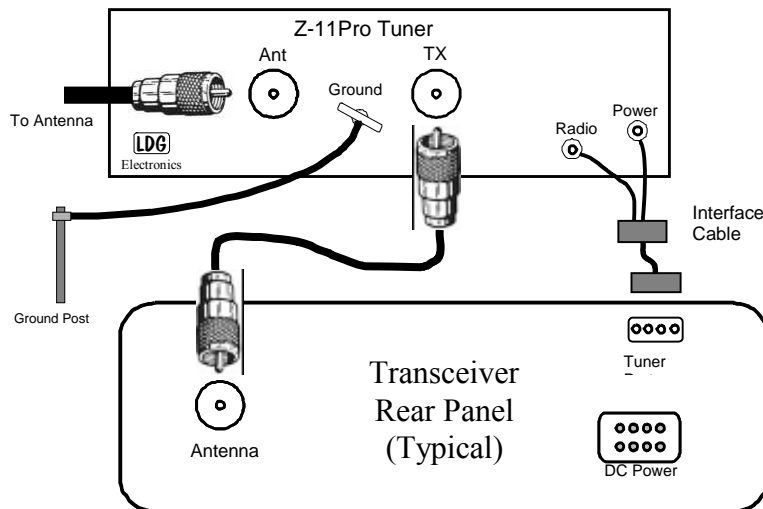 Z-11Pro Tuner
Ant
TX
Ground
Power
Radio
To Antenna
LDG
Electronics
Interface
Cable
Ground Post
Tuner
Transceiver
Rear Panel
(Typical)
Antenna
DC Power